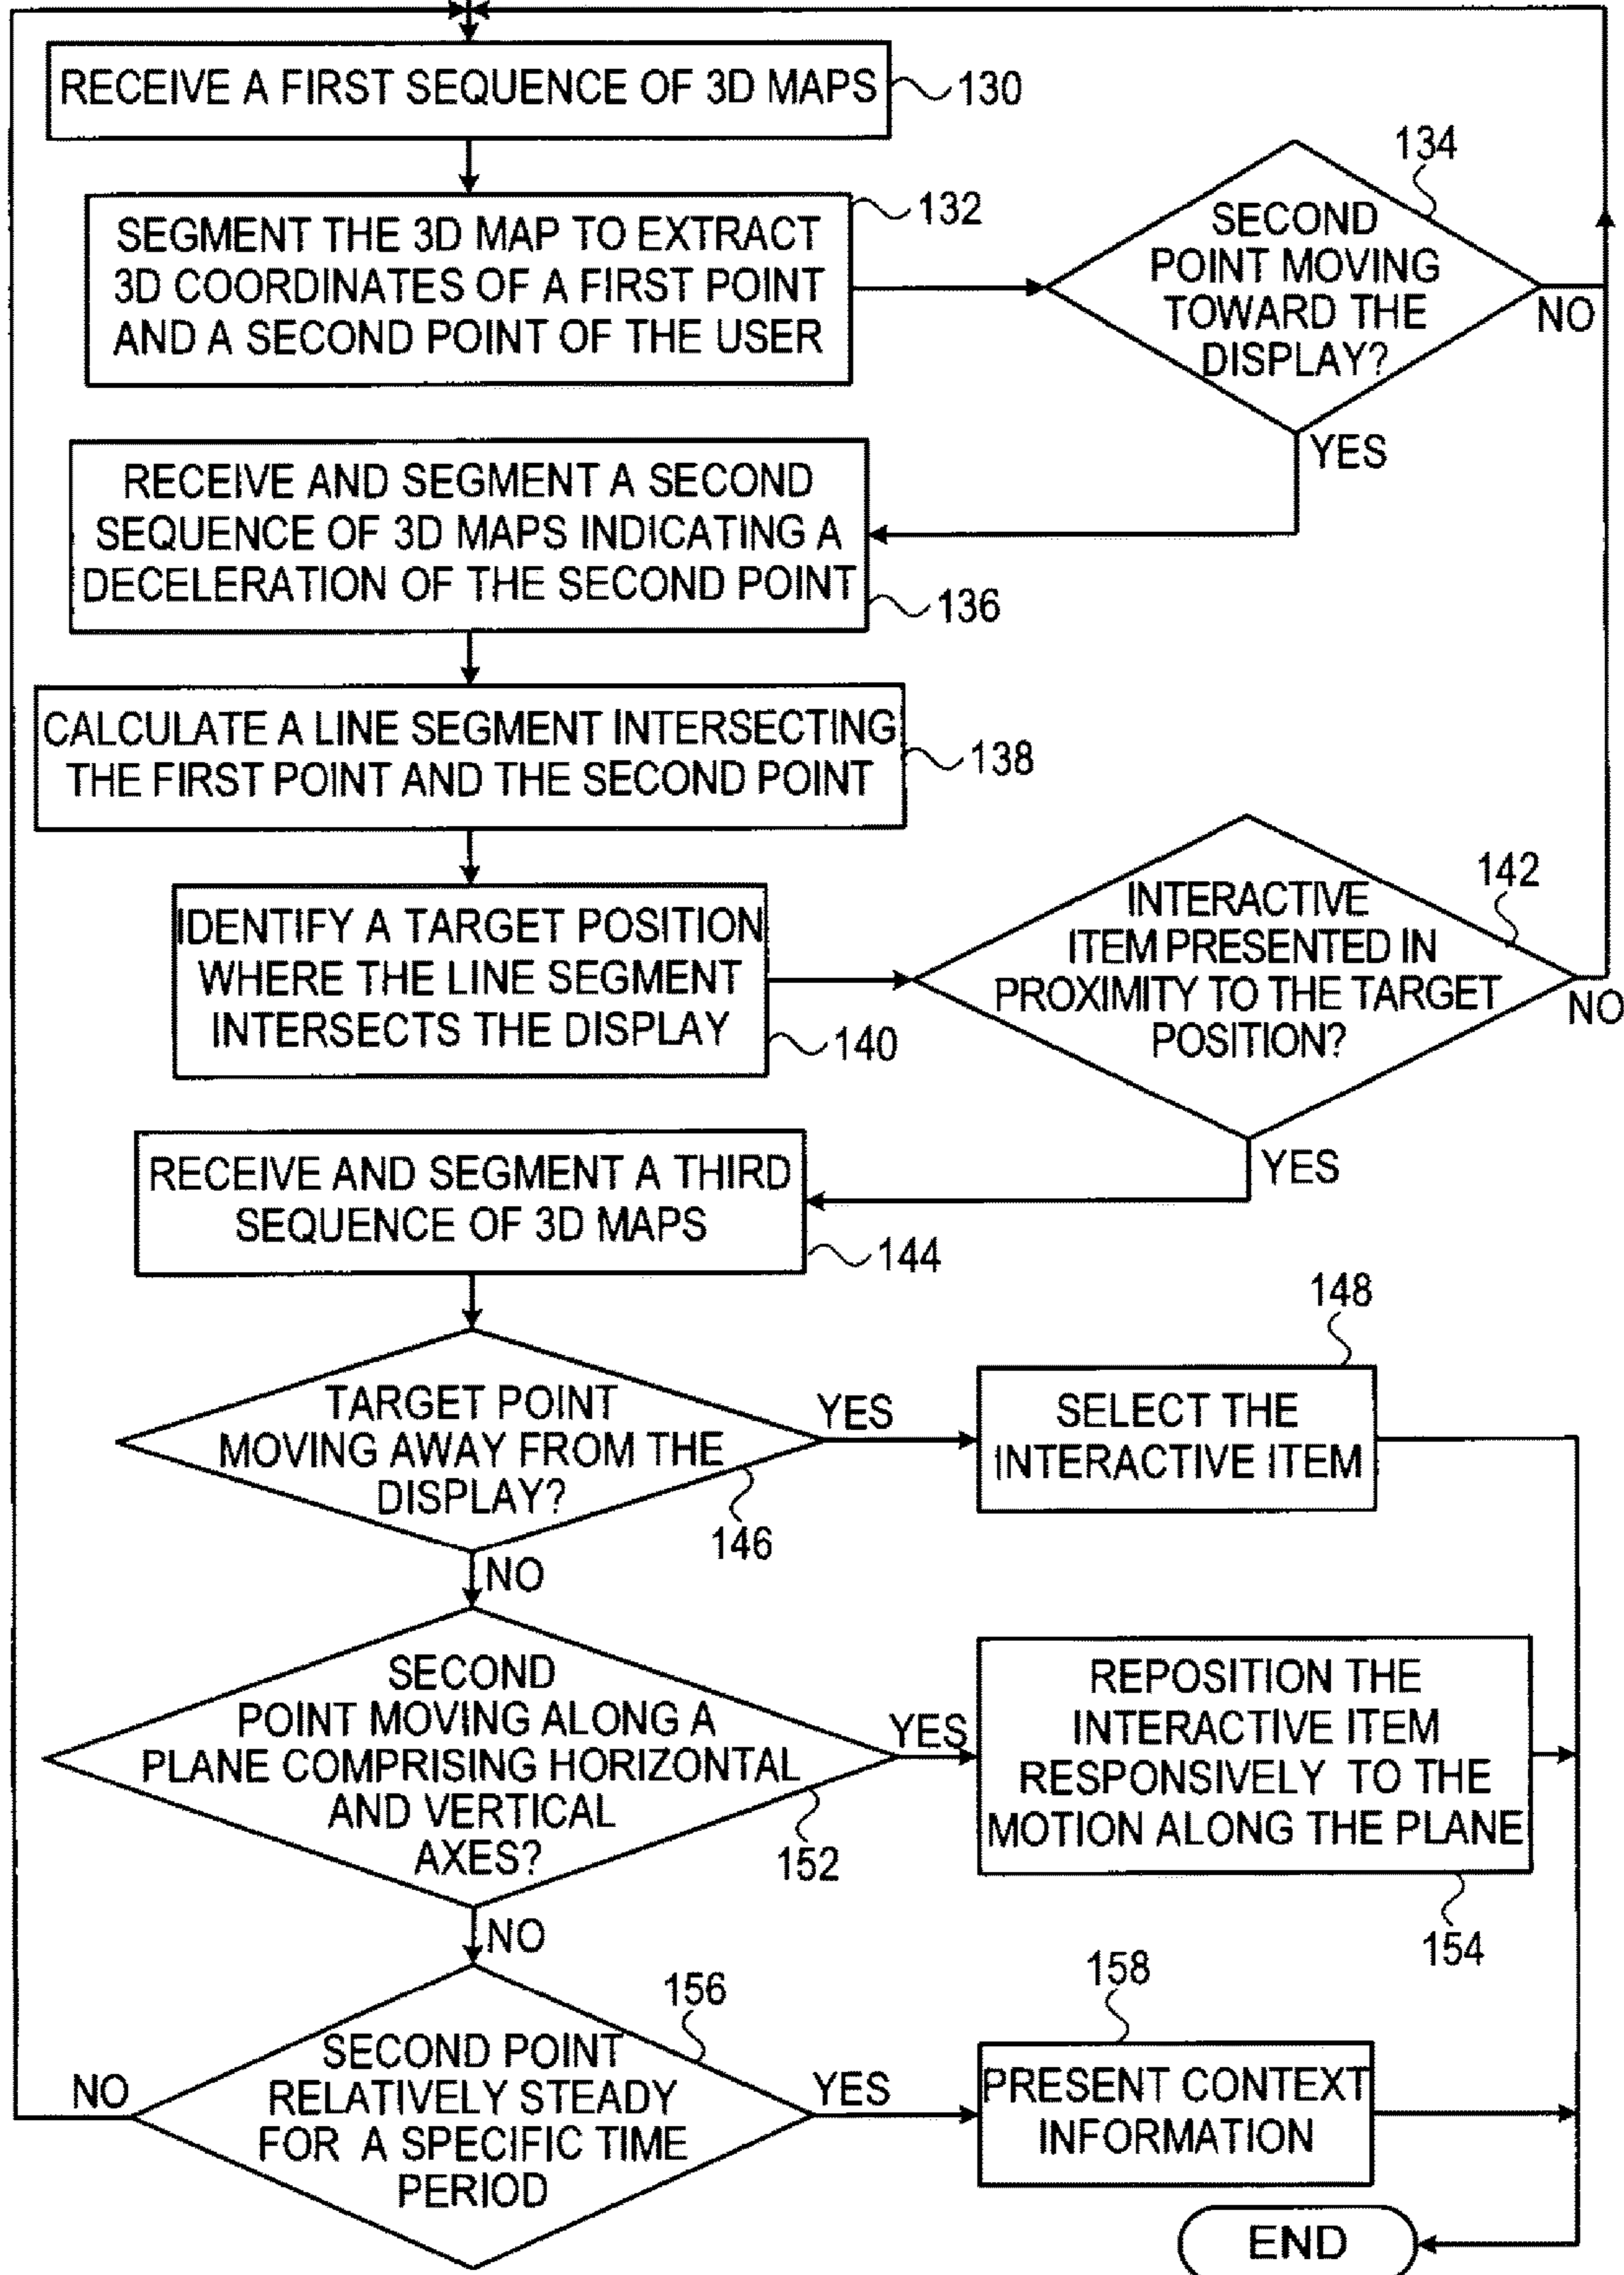 RECEIVE A FIRST SEQUENCE OF 3D MAPS
130
SEGMENT THE 3D MAP TO EXTRACT
3D COORDINATES OF A FIRST POINT
AND A SECOND POINT OF THE USER
132
134
SECOND
POINT MOVING
TOWARD THE
DISPLAY?
NO
YES
RECEIVE AND SEGMENT A SECOND
SEQUENCE OF 3D MAPS INDICATING A
DECELERATION OF THE SECOND POINT
136
CALCULATE A LINE SEGMENT INTERSECTING
THE FIRST POINT AND THE SECOND POINT
138
IDENTIFY A TARGET POSITION
WHERE THE LINE SEGMENT
INTERSECTS THE DISPLAY
140
142
INTERACTIVE
ITEM PRESENTED IN
PROXIMITY TO THE TARGET
POSITION?
NO
YES
RECEIVE AND SEGMENT A THIRD
SEQUENCE OF 3D MAPS
144
TARGET POINT
MOVING AWAY FROM THE
DISPLAY?
146
YES
148
SELECT THE
INTERACTIVE ITEM
NO
SECOND
POINT MOVING ALONG A
PLANE COMPRISING HORIZONTAL
AND VERTICAL
AXES?
152
YES
REPOSITION THE
INTERACTIVE ITEM
RESPONSIVELY TO THE
MOTION ALONG THE PLANE
154
NO
156
SECOND POINT
RELATIVELY STEADY
FOR A SPECIFIC TIME
PERIOD
NO
YES
158
PRESENT CONTEXT
INFORMATION
END